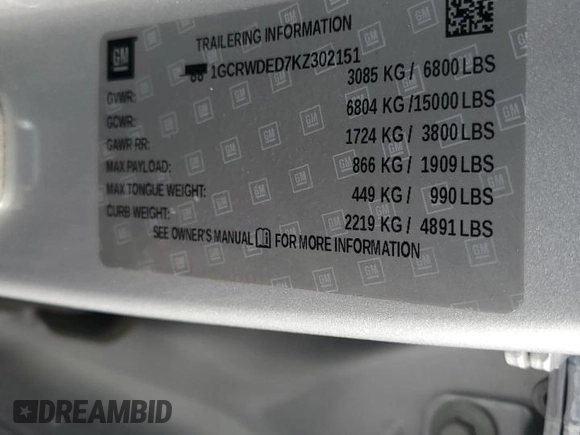 GM
TRAILERING INFORMATION
1GCRWDED7KZ302151
GVWR: 3085 KG / 6800 LBS
GCWR: 6804 KG /15000 LBS
GAWR RR: 1724 KG / 3800 LBS
MAX PAYLOAD: 866 KG / 1909 LBS
MAX TONGUE WEIGHT: 449 KG / 990 LBS
CURB WEIGHT: 2219 KG / 4891 LBS
SEE OWNER'S MANUAL FOR MORE INFORMATION
DREAMBID